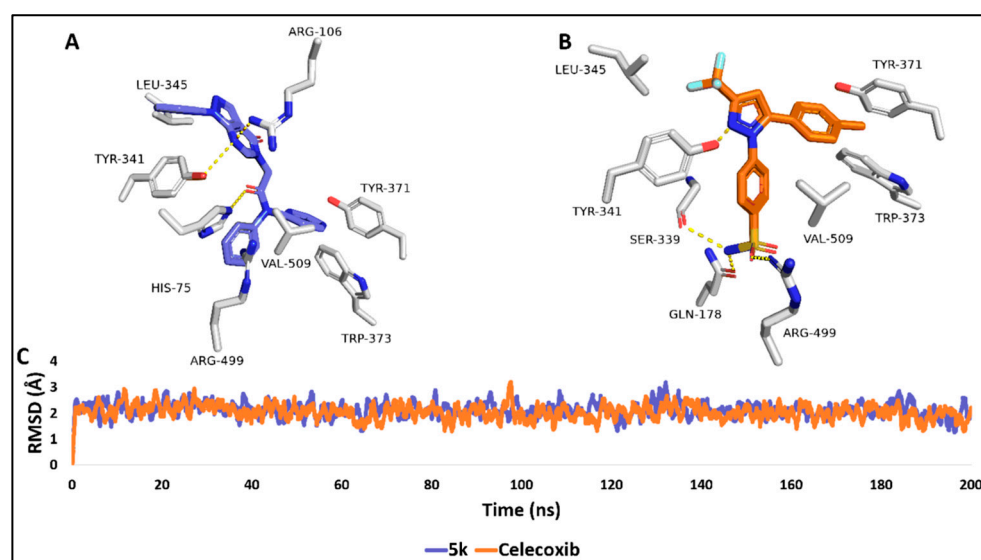 A
ARG-106
LEU-345
TYR-341
TYR-371
VAL-509
HIS-75
TRP-373
ARG-499
B
LEU-345
TYR-371
TYR-341
TRP-373
SER-339
VAL-509
GLN-178
ARG-499
C
RMSD (Å)
4
3
2
1
0
0 20 40 60 80 100 120 140 160 180 200
Time (ns)
5k Celecoxib